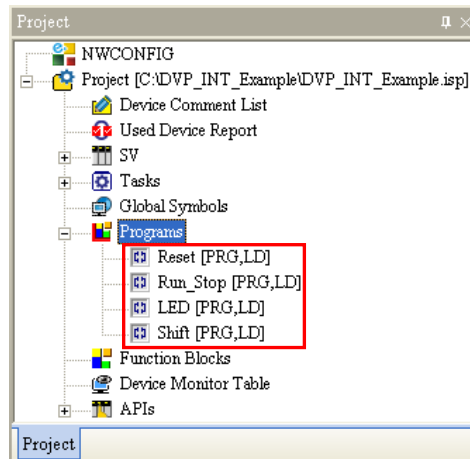 Project
NWCONFIG
Project [C:\DVP_INT_Example\DVP_INT_Example.isp]
Device Comment List
Used Device Report
SV
Tasks
Global Symbols
Programs
Reset [PRG,LD]
Run_Stop [PRG,LD]
LED [PRG,LD]
Shift [PRG,LD]
Function Blocks
Device Monitor Table
APIs
Project